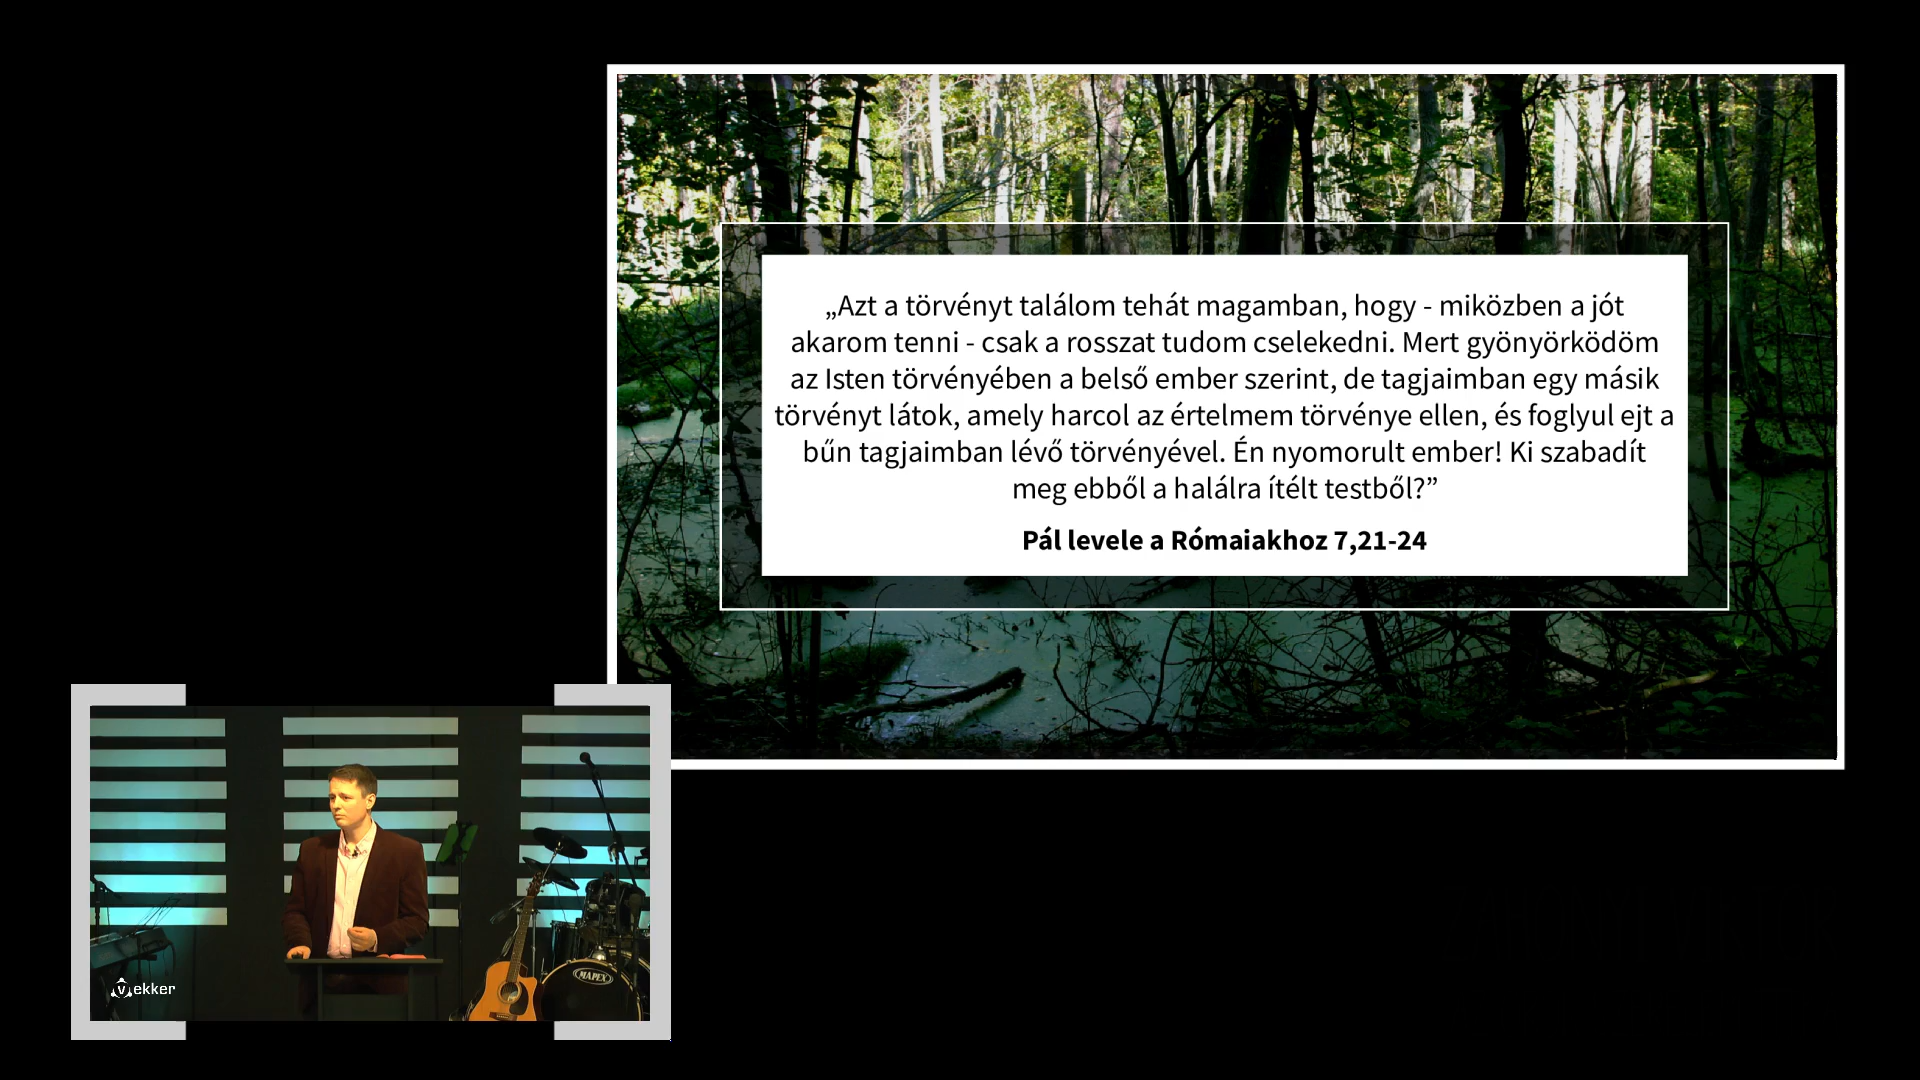 „Azt a törvényt találom tehát magamban, hogy - miközben a jót
akarom tenni - csak a rosszat tudom cselekedni. Mert gyönyörködöm
az Isten törvényében a belső ember szerint, de tagjaimban egy másik
törvényt látok, amely harcol az értelmem törvénye ellen, és foglyul ejt a
bűn tagjaimban lévő törvényével. Én nyomorult ember! Ki szabadít
meg ebből a halálra ítélt testből?”
Pál levele a Rómaiakhoz 7,21-24
MAPEX
vekker